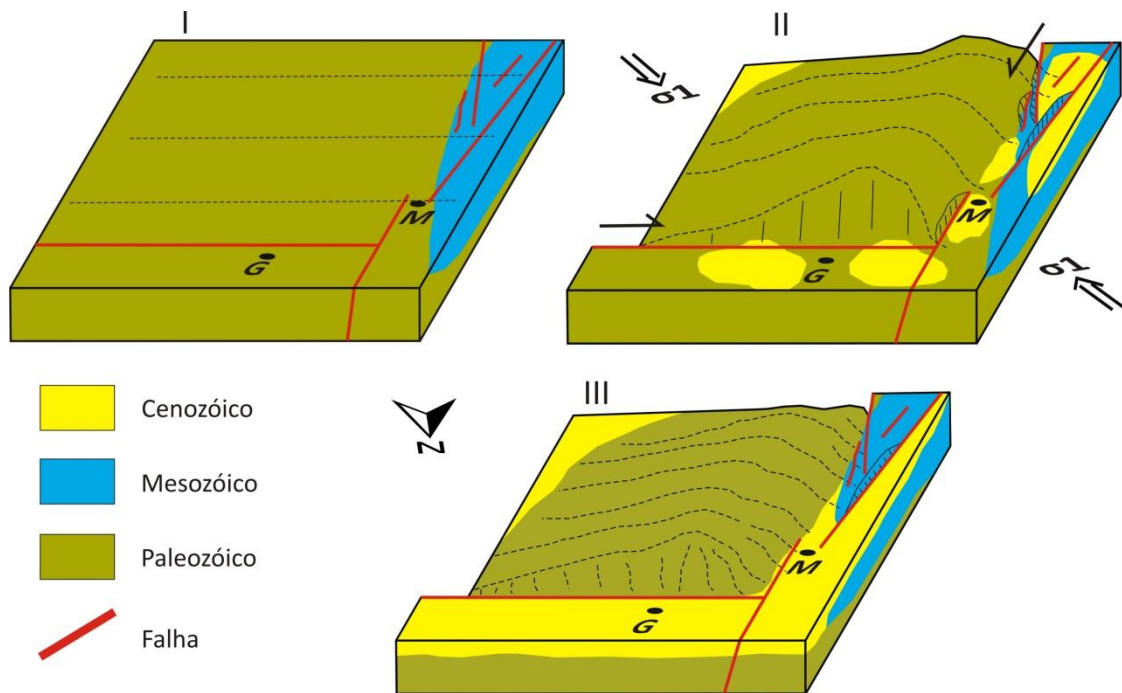 I
M
G
II
σ1
M
G
σ1
Cenozóico
Mesozóico
Paleozóico
Falha
N
III
M
G